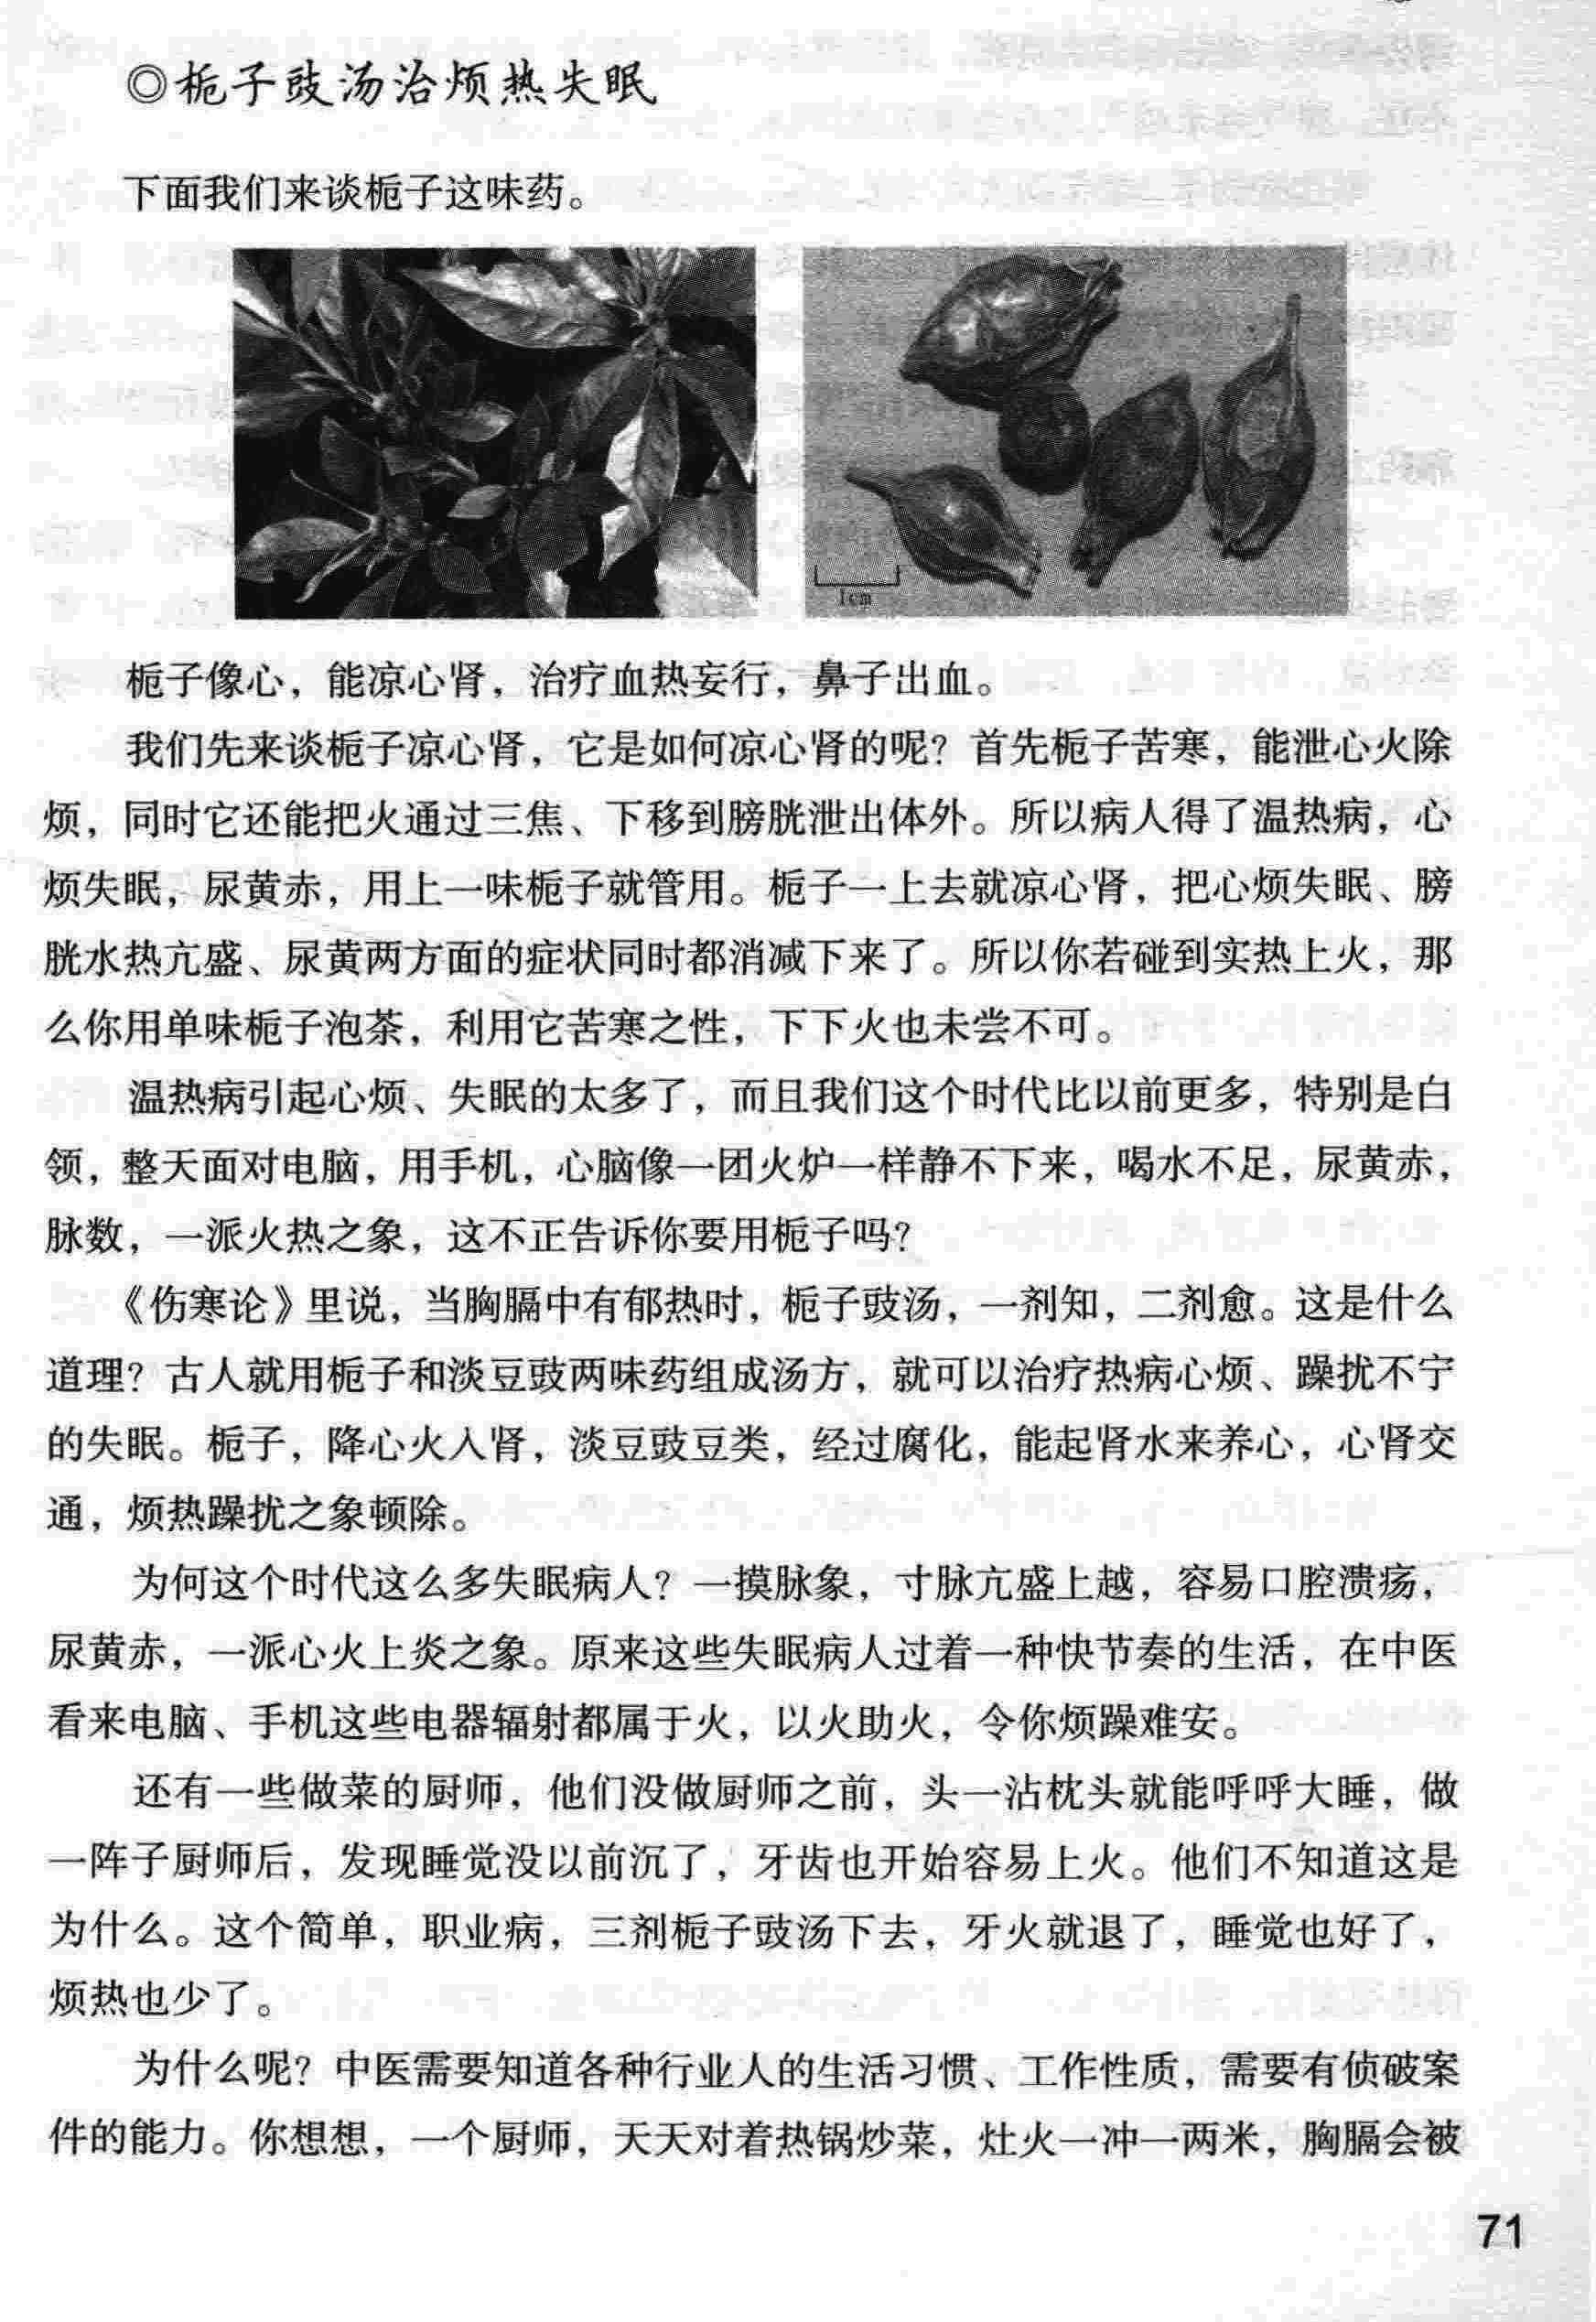 ◎栀子豉汤治烦热失眠
下面我们来谈栀子这味药。
1cm
栀子像心，能凉心肾，治疗血热妄行，鼻子出血。
我们先来谈栀子凉心肾，它是如何凉心肾的呢？首先栀子苦寒，能泄心火除
烦，同时它还能把火通过三焦、下移到膀胱泄出体外。所以病人得了温热病，心
烦失眠，尿黄赤，用上一味栀子就管用。栀子一上去就凉心肾，把心烦失眠、膀
胱水热亢盛、尿黄两方面的症状同时都消减下来了。所以你若碰到实热上火，那
么你用单味栀子泡茶，利用它苦寒之性，下下火也未尝不可。
温热病引起心烦、失眠的太多了，而且我们这个时代比以前更多，特别是白
领，整天面对电脑，用手机，心脑像一团火炉一样静不下来，喝水不足，尿黄赤，
脉数，一派火热之象，这不正告诉你要用栀子吗？
《伤寒论》里说，当胸膈中有郁热时，栀子豉汤，一剂知，二剂愈。这是什么
道理？古人就用栀子和淡豆豉两味药组成汤方，就可以治疗热病心烦、躁扰不宁
的失眠。栀子，降心火入肾，淡豆豉豆类，经过腐化，能起肾水来养心，心肾交
通，烦热躁扰之象顿除。
为何这个时代这么多失眠病人？一摸脉象，寸脉亢盛上越，容易口腔溃疡，
尿黄赤，一派心火上炎之象。原来这些失眠病人过着一种快节奏的生活，在中医
看来电脑、手机这些电器辐射都属于火，以火助火，令你烦躁难安。
还有一些做菜的厨师，他们没做厨师之前，头一沾枕头就能呼呼大睡，做
一阵子厨师后，发现睡觉没以前沉了，牙齿也开始容易上火。他们不知道这是
为什么。这个简单，职业病，三剂栀子豉汤下去，牙火就退了，睡觉也好了，
烦热也少了。
为什么呢？中医需要知道各种行业人的生活习惯、工作性质，需要有侦破案
件的能力。你想想，一个厨师，天天对着热锅炒菜，灶火一冲一两米，胸膈会被
71